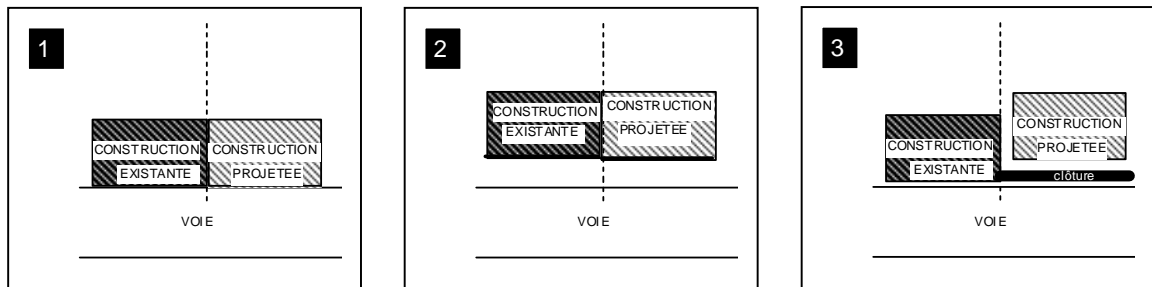 1
CONSTRUCTION CONSTRUCTION
EXISTANTE PROJETEE
VOIE
2
CONSTRUCTION CONSTRUCTION
EXISTANTE PROJETEE
VOIE
3
CONSTRUCTION
PROJETEE
CONSTRUCTION
EXISTANTE
clôture
VOIE